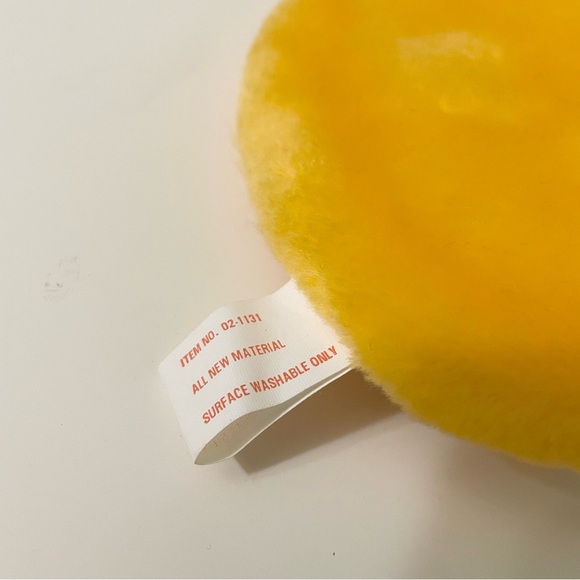 ITEM NO. 02-1131
ALL NEW MATERIAL
SURFACE WASHABLE ONLY